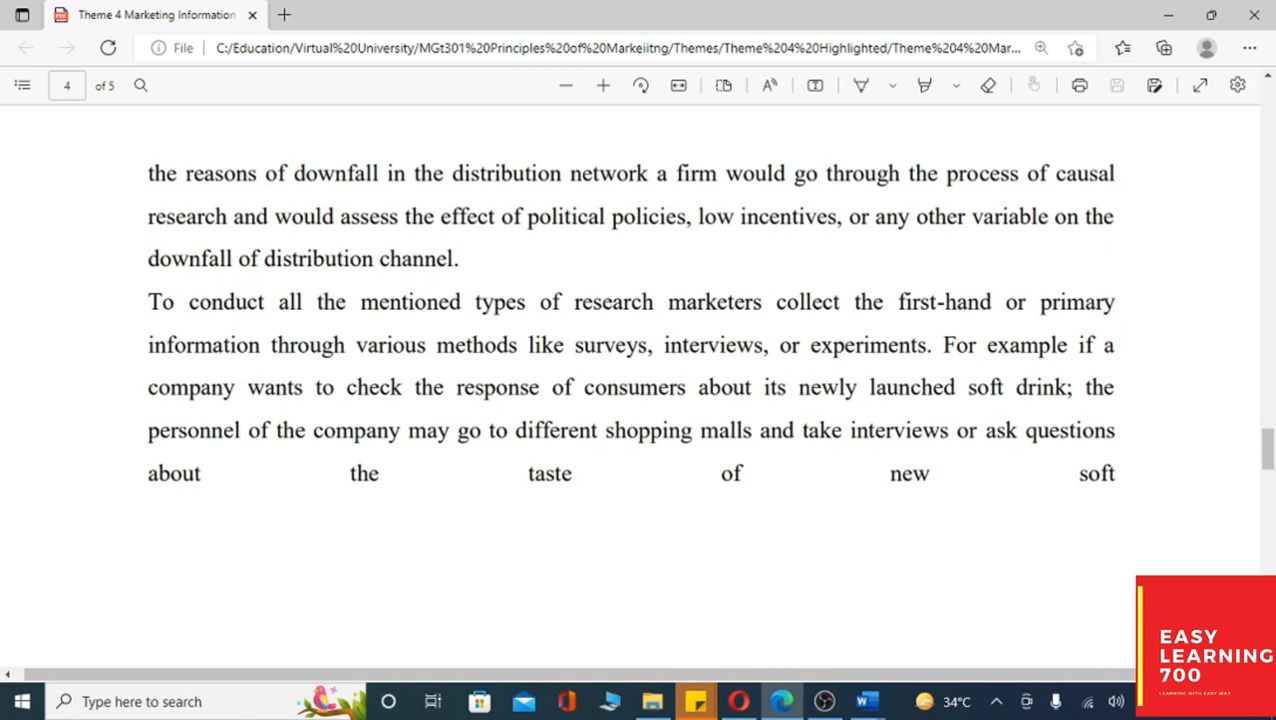 Theme 4 Marketing Information
File
C:/Education/Virtual%20University/MGt301%20Principles%20of%20Markeiitng/Themes/Theme%204%20Highlighted/Theme%204%20Mar...
4 of 5
the reasons of downfall in the distribution network a firm would go through the process of causal
research and would assess the effect of political policies, low incentives, or any other variable on the
downfall of distribution channel.
To conduct all the mentioned types of research marketers collect the first-hand or primary
information through various methods like surveys, interviews, or experiments. For example if a
company wants to check the response of consumers about its newly launched soft drink; the
personnel of the company may go to different shopping malls and take interviews or ask questions
about the taste of new soft
EASY
LEARNING
700
LEARNING WITH EASY WAY
Type here to search
34°C